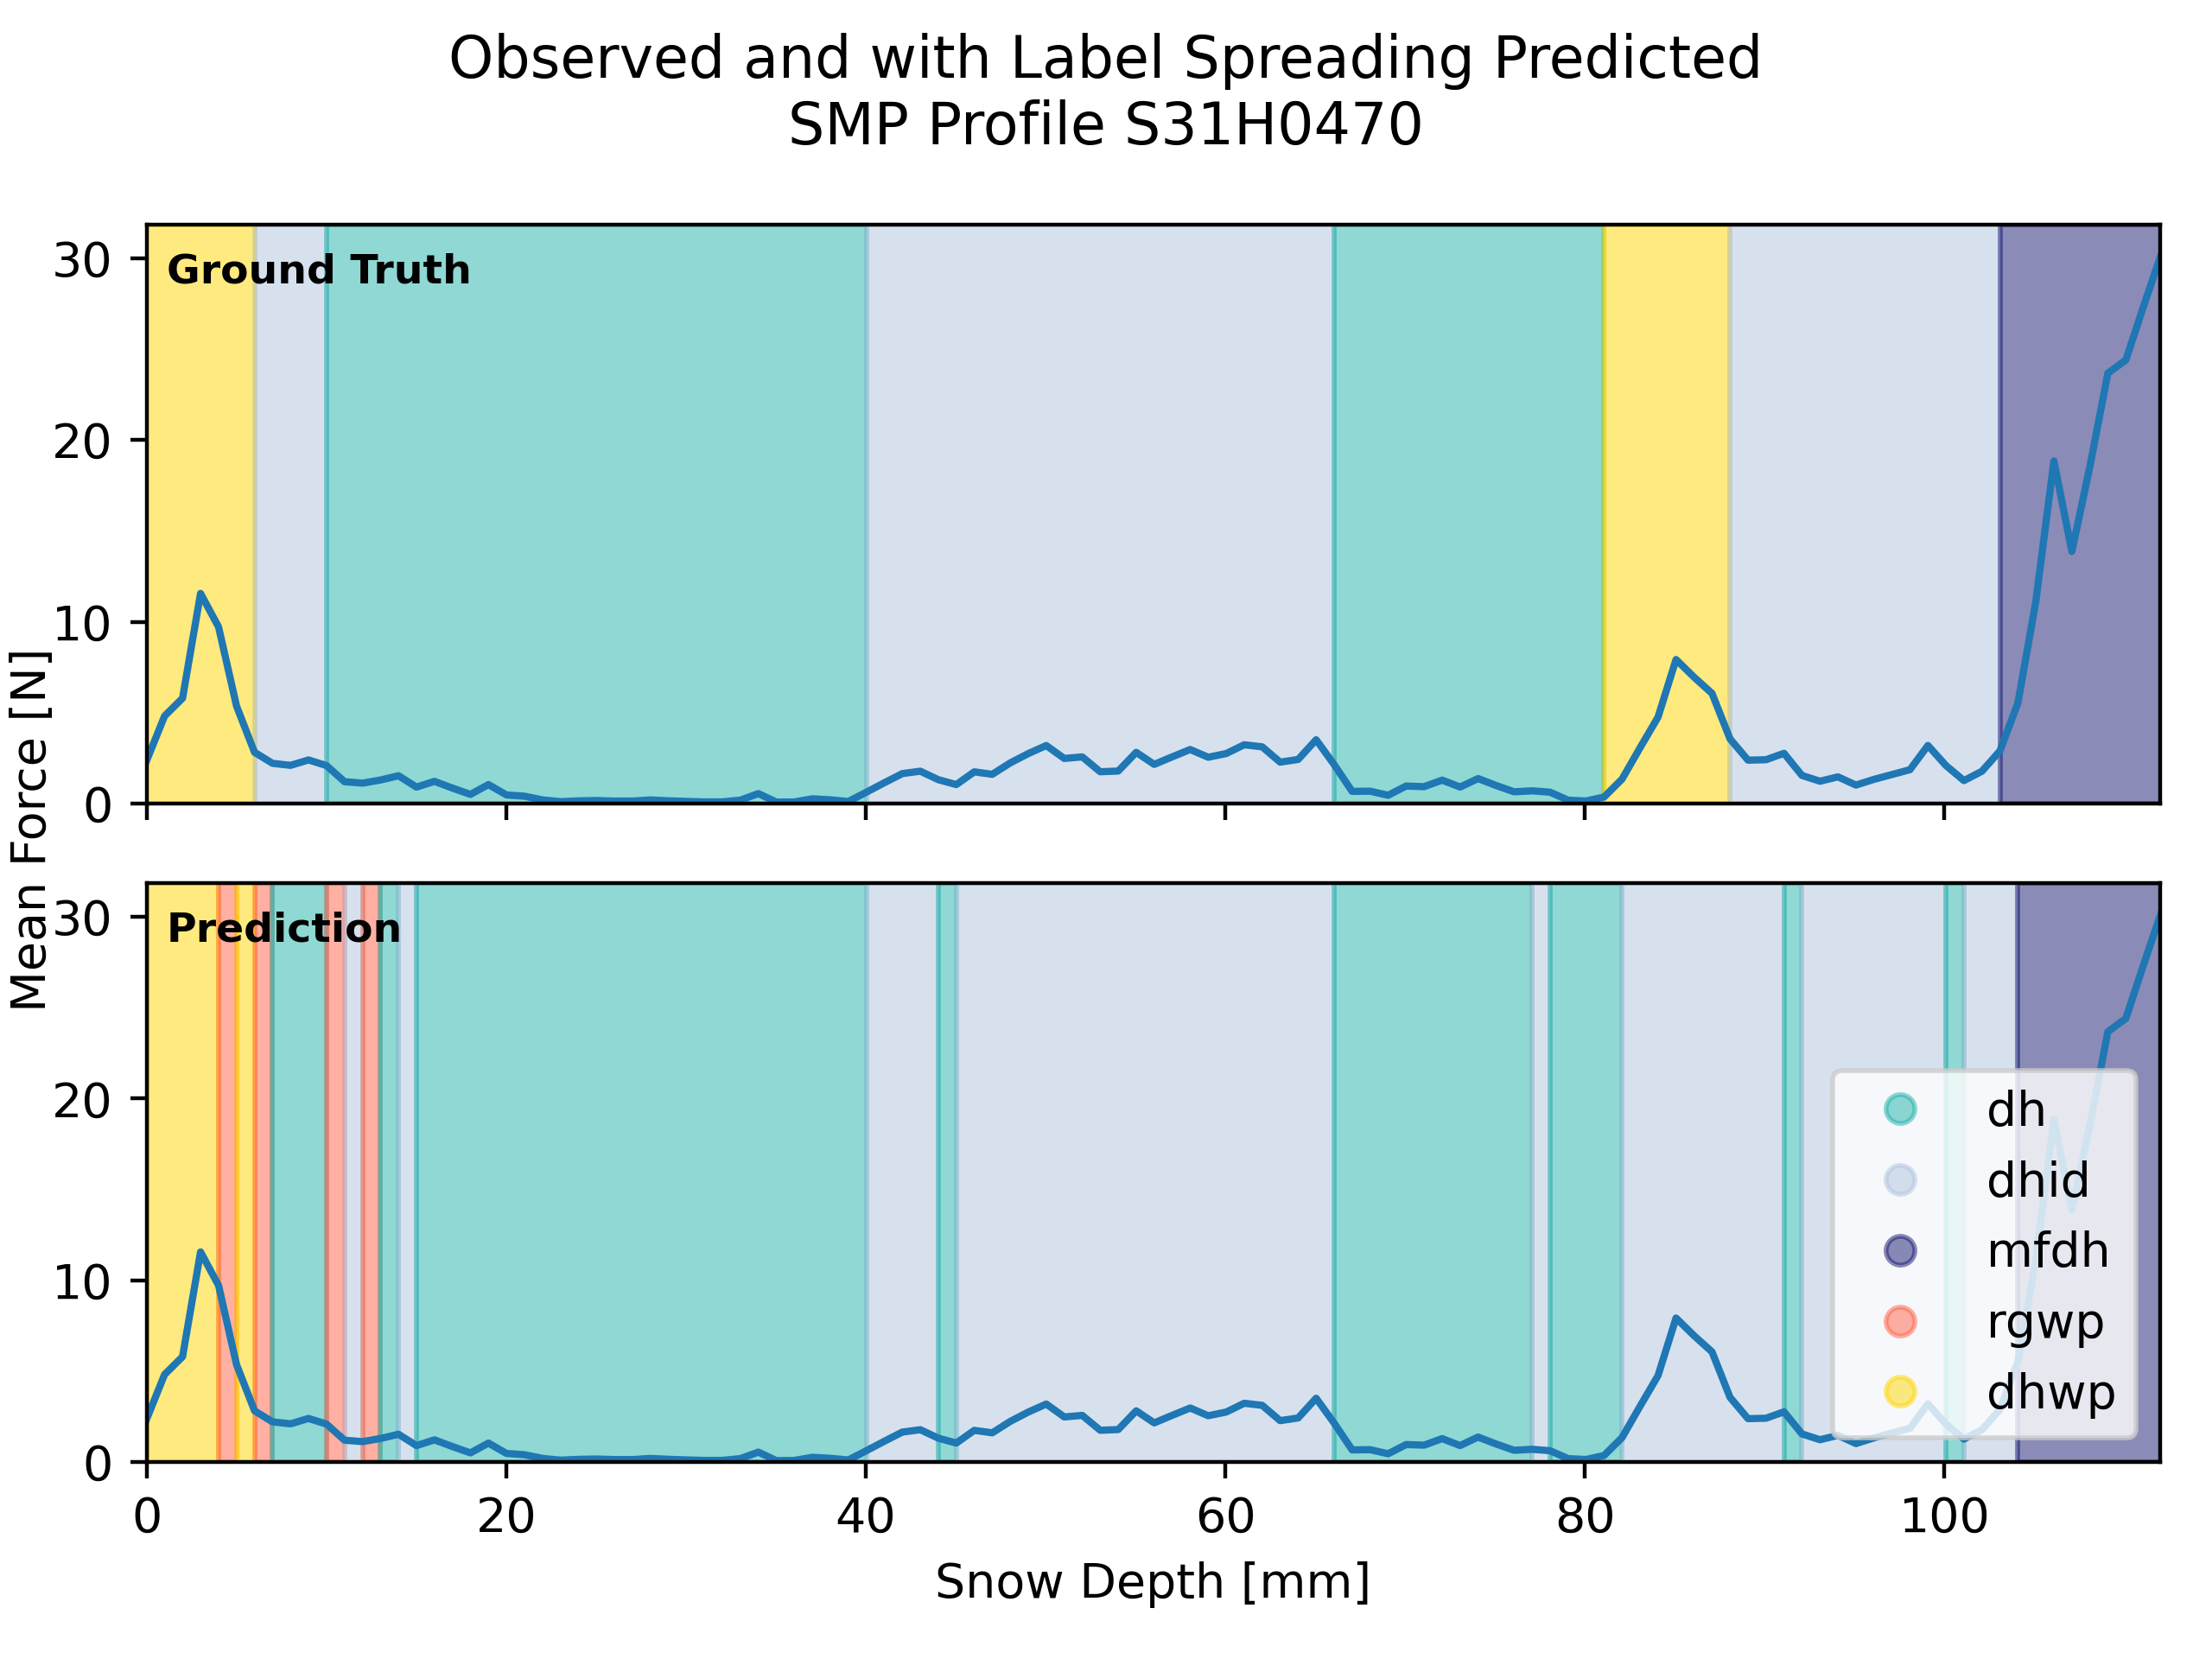 Observed and with Label Spreading Predicted
SMP Profile S31H0470
Ground Truth
30
20
10
0
Mean Force [N]
Prediction
30
20
10
0
dh
dhid
mfdh
rgwp
dhwp
0 20 40 60 80 100
Snow Depth [mm]